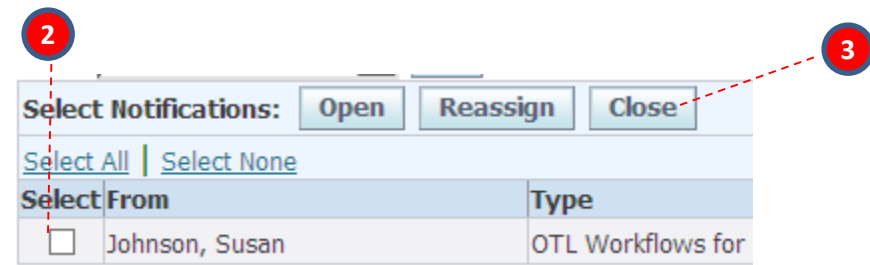 2
3
Select Notifications: Open Reassign Close
Select All | Select None
Select From Type
Johnson, Susan OTL Workflows for